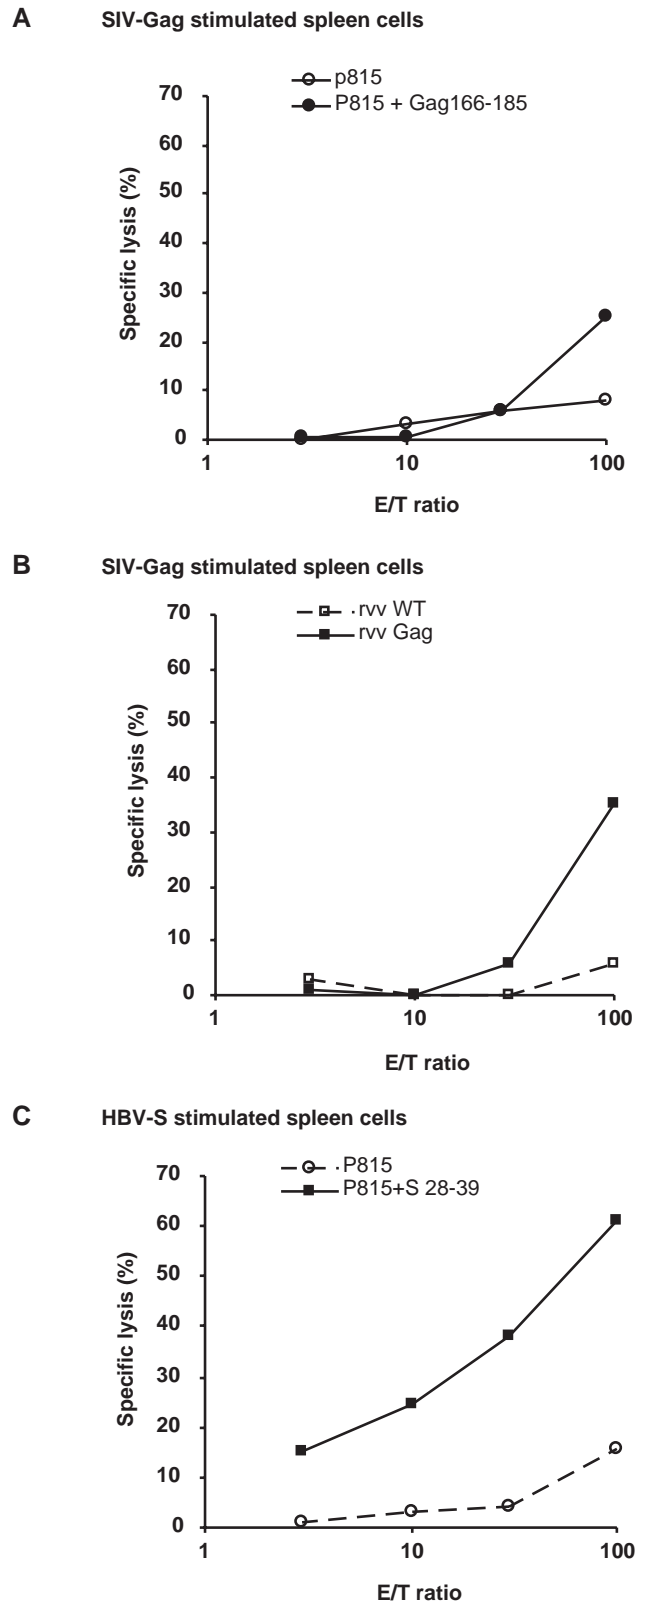 A SIV-Gag stimulated spleen cells
p815
P815 + Gag166-185
70
60
50
40
30
20
10
0
Specific lysis (%)
1 10 100
E/T ratio
B SIV-Gag stimulated spleen cells
rvv WT
rvv Gag
70
60
50
40
30
20
10
0
Specific lysis (%)
1 10 100
E/T ratio
C HBV-S stimulated spleen cells
P815
P815+S 28-39
70
60
50
40
30
20
10
0
Specific lysis (%)
1 10 100
E/T ratio